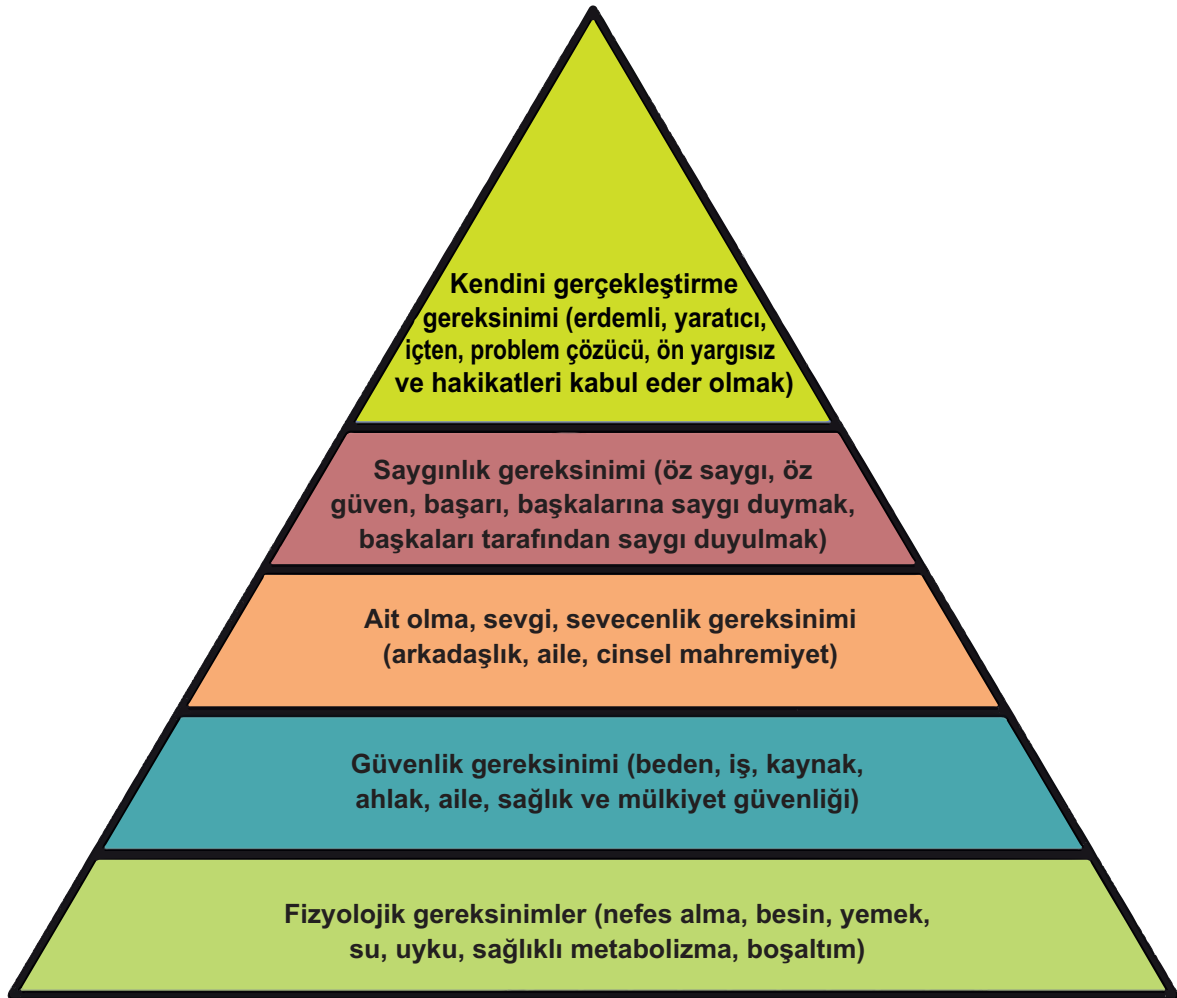 Kendini gerçekleştirme
gereksinimi (erdemli, yaratıcı,
içten, problem çözücü, ön yargısız
ve hakikatleri kabul eder olmak)
Saygınlık gereksinimi (öz saygı, öz
güven, başarı, başkalarına saygı duymak,
başkaları tarafından saygı duyulmak)
Ait olma, sevgi, sevecenlik gereksinimi
(arkadaşlık, aile, cinsel mahremiyet)
Güvenlik gereksinimi (beden, iş, kaynak,
ahlak, aile, sağlık ve mülkiyet güvenliği)
Fizyolojik gereksinimler (nefes alma, besin, yemek,
su, uyku, sağlıklı metabolizma, boşaltım)